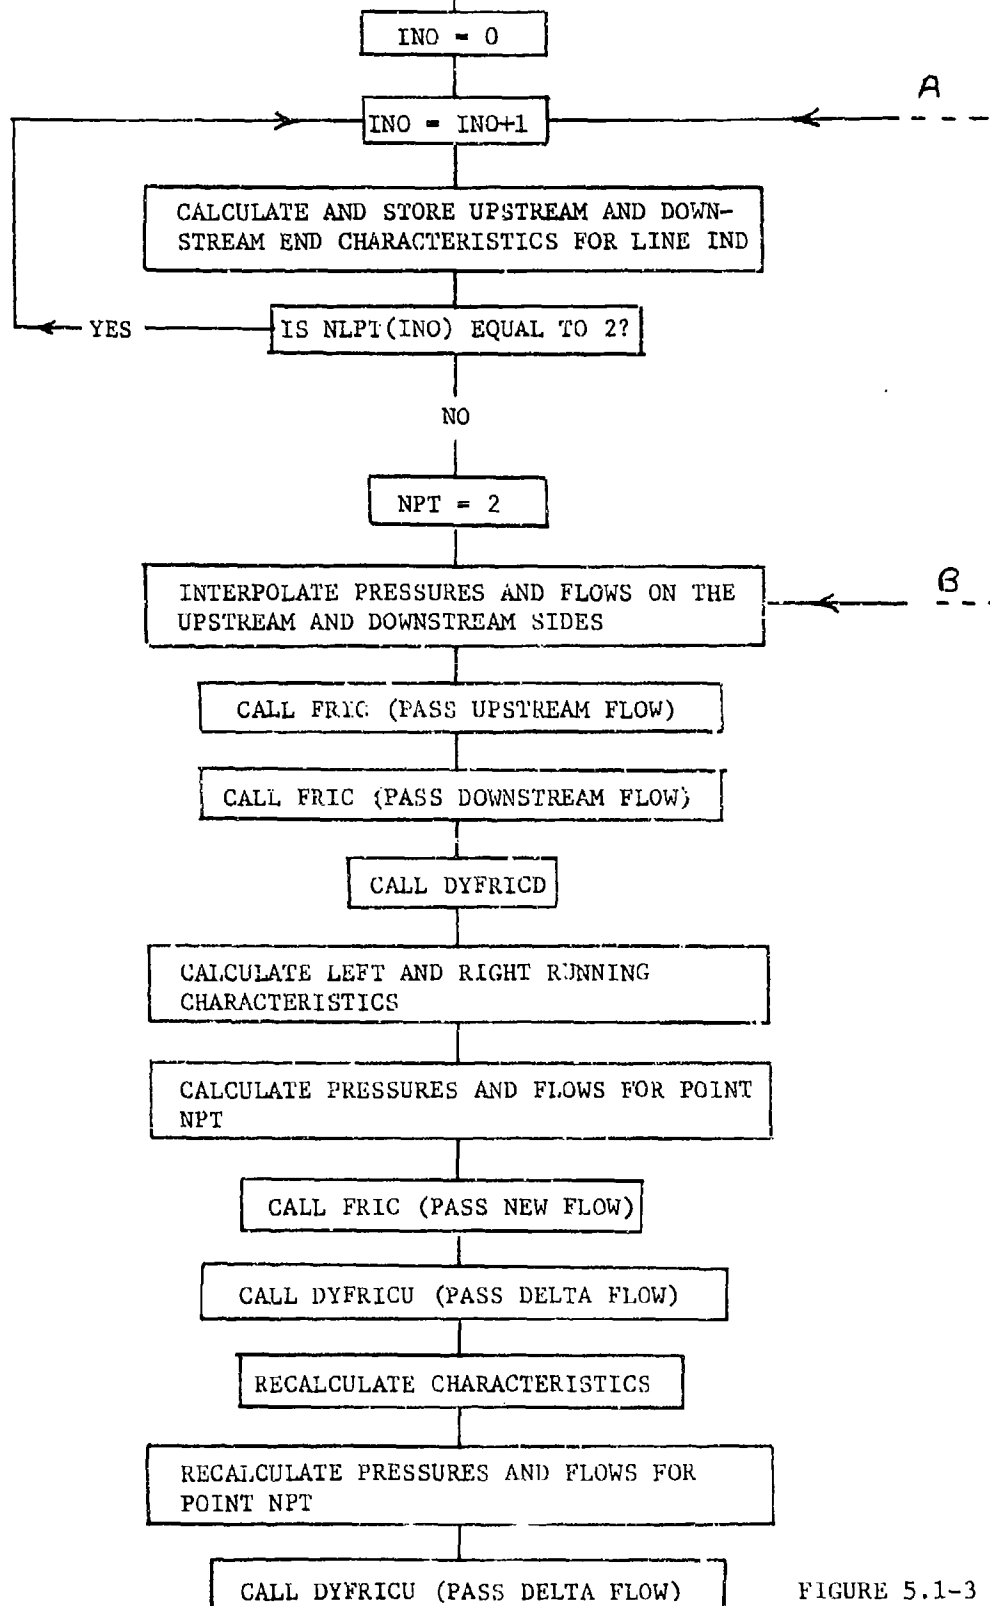 INO = 0
A
INO = INO+1
CALCULATE AND STORE UPSTREAM AND DOWN-
STREAM END CHARACTERISTICS FOR LINE IND
YES
IS NLPT(INO) EQUAL TO 2?
NO
NPT = 2
B
INTERPOLATE PRESSURES AND FLOWS ON THE
UPSTREAM AND DOWNSTREAM SIDES
CALL FRIC (PASS UPSTREAM FLOW)
CALL FRIC (PASS DOWNSTREAM FLOW)
CALL DYFRICD
CALCULATE LEFT AND RIGHT RUNNING
CHARACTERISTICS
CALCULATE PRESSURES AND FLOWS FOR POINT
NPT
CALL FRIC (PASS NEW FLOW)
CALL DYFRICU (PASS DELTA FLOW)
RECALCULATE CHARACTERISTICS
RECALCULATE PRESSURES AND FLOWS FOR
POINT NPT
CALL DYFRICU (PASS DELTA FLOW)
FIGURE 5.1-3